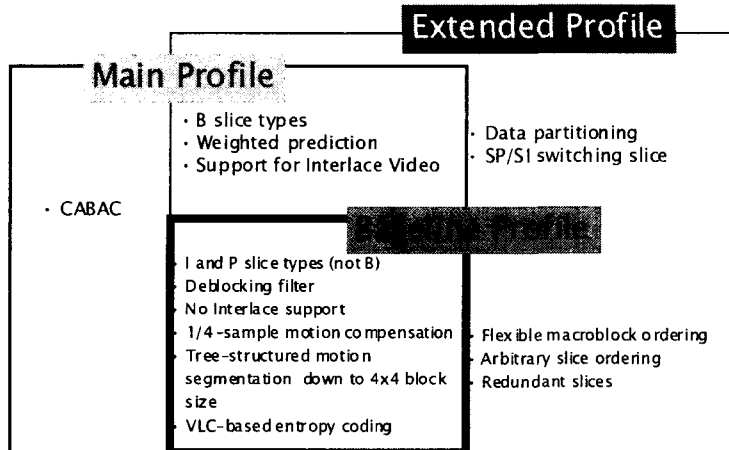 Extended Profile
Main Profile
· B slice types
· Weighted prediction
· Support for Interlace Video
· Data partitioning
· SP/SI switching slice
· CABAC
Baseline Profile
· I and P slice types (not B)
· Deblocking filter
· No Interlace support
· 1/4-sample motion compensation
· Tree-structured motion
segmentation down to 4x4 block
size
· VLC-based entropy coding
· Flexible macroblock ordering
· Arbitrary slice ordering
· Redundant slices